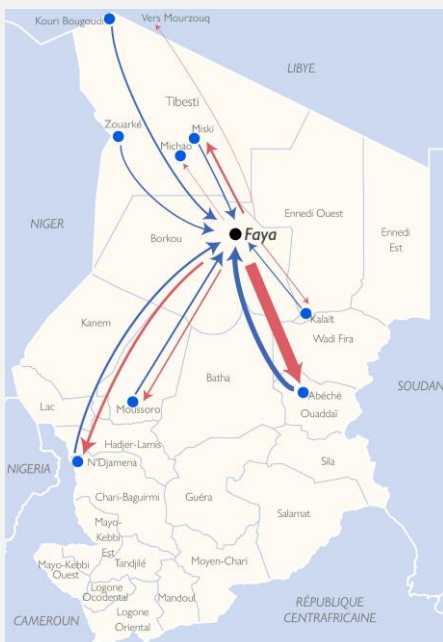 Kouri Bougoudi
Vers Mourzouq
LIBYE
Tibesti
Zouarké
Miski
Michao
NIGER
Ennedi Ouest
Faya
Borkou
Ennedi
Est
Kanem
Kalaït
Wadi Fira
Batha
SOUDAN
Abéché
Ouaddaï
Lac
Moussoro
Hadjer-Lamis
N'Djamena
NIGERIA
Sila
Chari-Baguirmi
Guéra
Salamat
Mayo-
Kebbi
Est
Mayo-Kebbi
Ouest
Tandjilé
Moyen-Chari
Logone
Occidental
Mandoul
Logone
Oriental
CAMEROUN
RÉPUBLIQUE
CENTRAFRICAINE